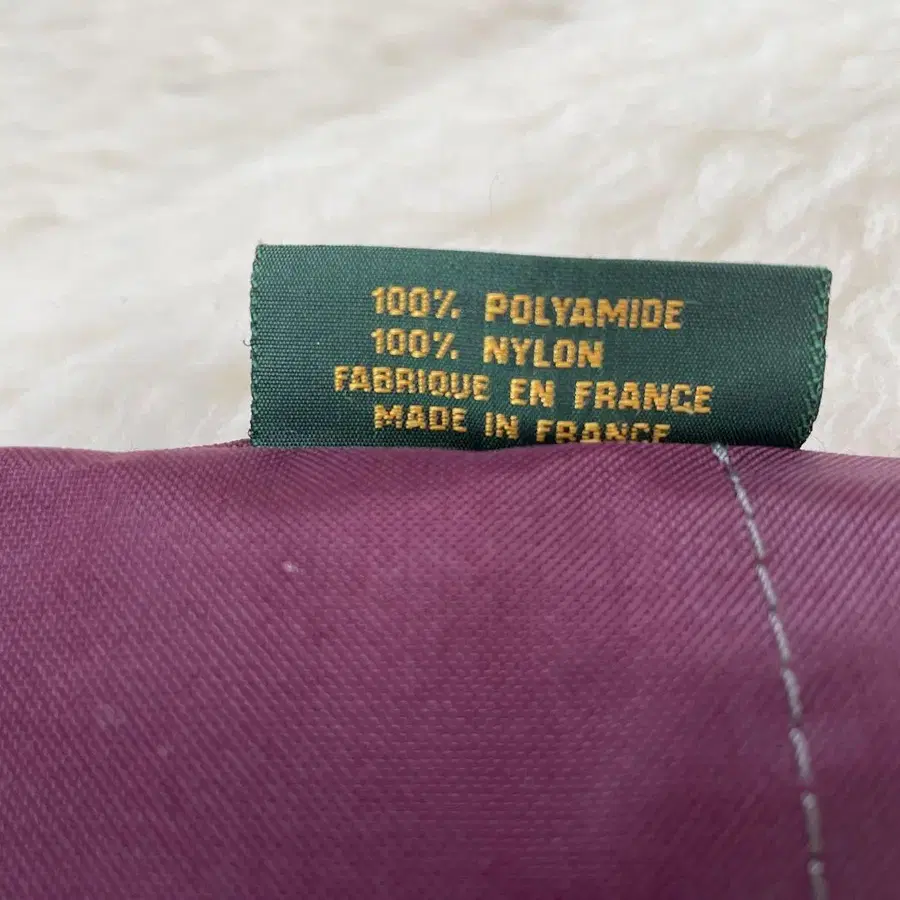 100% POLYAMIDE
100% NYLON
FABRIQUE EN FRANCE
MADE IN FRANCE